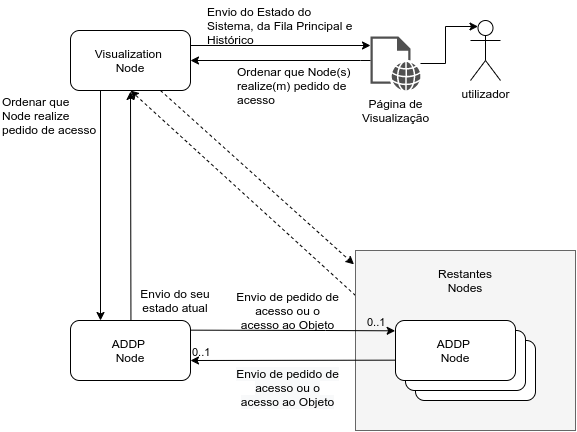 Envio do Estado do
Sistema, da Fila Principal e
Histórico
Visualization
Node
Ordenar que Node(s)
realize(m) pedido de
acesso
Página de
Visualização
utilizador
Ordenar que
Node realize
pedido de acesso
Restantes
Nodes
Envio do seu
estado atual
Envio de pedido de
acesso ou o
acesso ao Objeto
0..1
ADDP
Node
0..1
ADDP
Node
Envio de pedido de
acesso ou o
acesso ao Objeto